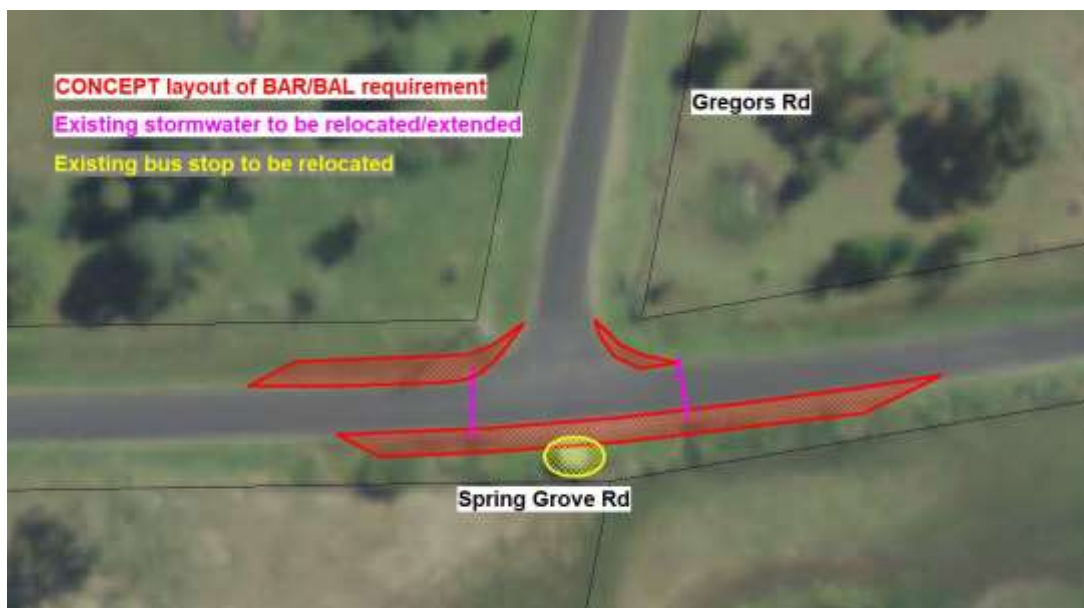 CONCEPT layout of BAR/BAL requirement
Existing stormwater to be relocated/extended
Existing bus stop to be relocated
Gregors Rd
Spring Grove Rd